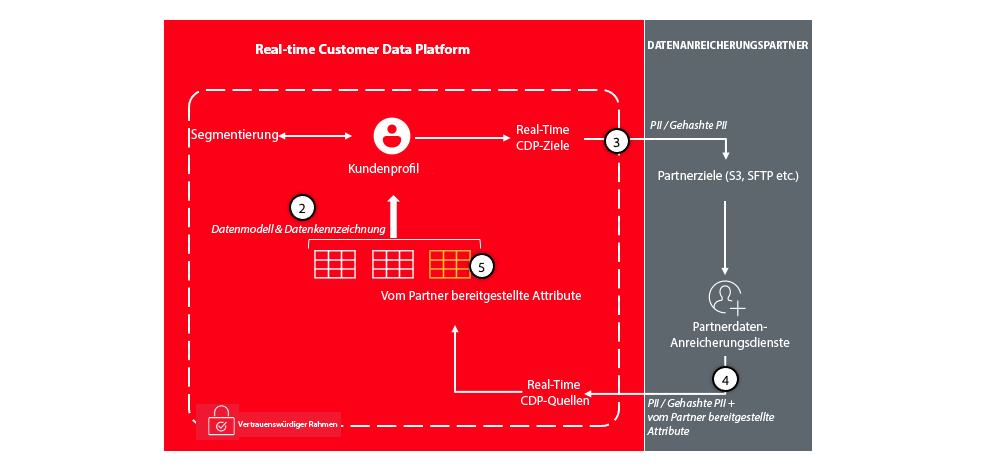 Real-time Customer Data Platform
DATENANREICHERUNGSPARTNER
Segmentierung
Kundenprofil
Real-Time
CDP-Ziele
3
PII / Gehashte PII
Partnerziele (S3, SFTP etc.)
2
Datenmodell & Datenkennzeichnung
5
Vom Partner bereitgestellte Attribute
Partnerdaten-
Anreicherungsdienste
4
Real-Time
CDP-Quellen
PII / Gehashte PII +
vom Partner bereitgestellte
Attribute
Vertrauenswürdiger Rahmen